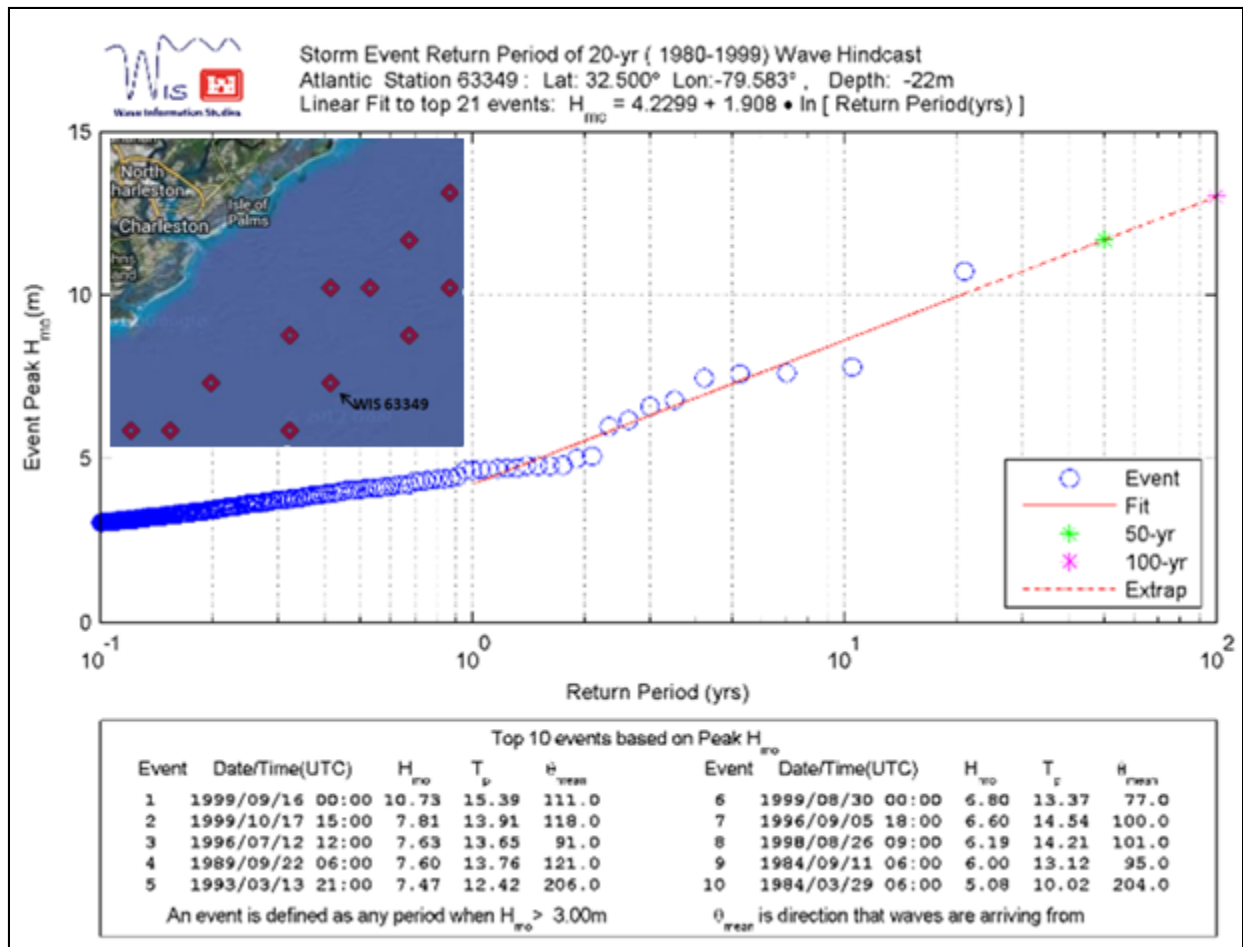 WIS
Wave Information Studies
Storm Event Return Period of 20-yr ( 1980-1999) Wave Hindcast
Atlantic Station 63349 : Lat: 32.500° Lon:-79.583° , Depth: -22m
Linear Fit to top 21 events: Hmo = 4.2299 + 1.908 • ln [ Return Period(yrs) ]
15
10
5
0
Event Peak Hmo(m)
North
harleston
Isle of
Palms
Charleston
hns
and
WIS 63349
Event
Fit
50-yr
100-yr
Extrap
10-1 100 101 102
Return Period (yrs)
Top 10 events based on Peak Hmo
Event Date/Time(UTC) Hmo Tp θmean Event Date/Time(UTC) Hmo Tp θmean
1 1999/09/16 00:00 10.73 15.39 111.0 6 1999/08/30 00:00 6.80 13.37 77.0
2 1999/10/17 15:00 7.81 13.91 118.0 7 1996/09/05 18:00 6.60 14.54 100.0
3 1996/07/12 12:00 7.63 13.65 91.0 8 1998/08/26 09:00 6.19 14.21 101.0
4 1989/09/22 06:00 7.60 13.76 121.0 9 1984/09/11 06:00 6.00 13.12 95.0
5 1993/03/13 21:00 7.47 12.42 206.0 10 1984/03/29 06:00 5.08 10.02 204.0
An event is defined as any period when Hmo> 3.00m θmean is direction that waves are arriving from